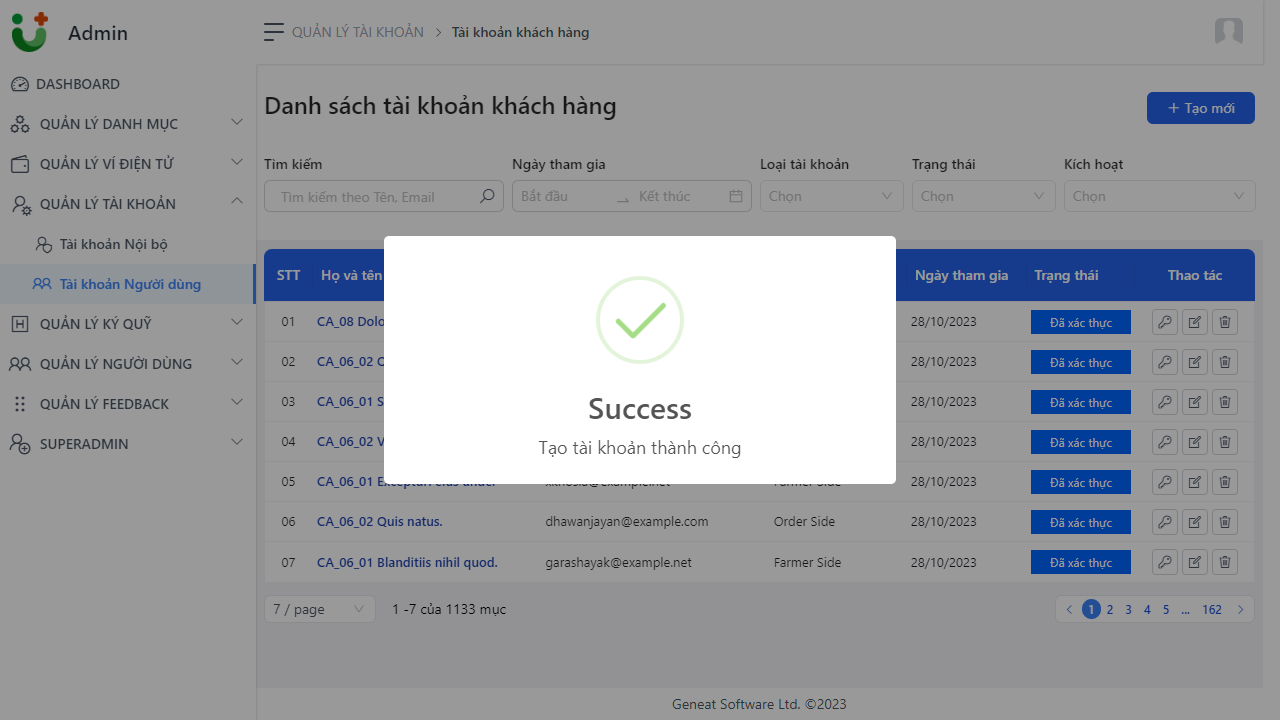 Admin
QUẢN LÝ TÀI KHOẢN > Tài khoản khách hàng
DASHBOARD
QUẢN LÝ DANH MỤC
QUẢN LÝ VÍ ĐIỆN TỬ
QUẢN LÝ TÀI KHOẢN
Tài khoản Nội bộ
Tài khoản Người dùng
QUẢN LÝ KÝ QUỸ
QUẢN LÝ NGƯỜI DÙNG
QUẢN LÝ FEEDBACK
SUPERADMIN
Danh sách tài khoản khách hàng
+ Tạo mới
Tìm kiếm Ngày tham gia Loại tài khoản Trạng thái Kích hoạt
Tìm kiếm theo Tên, Email Bắt đầu Kết thúc Chọn Chọn Chọn
STT Họ và tên Ngày tham gia Trạng thái Thao tác
01 CA_08 Dolo 28/10/2023 Đã xác thực
02 CA_06_02 28/10/2023 Đã xác thực
03 CA_06_01 S 28/10/2023 Đã xác thực
04 CA_06_02 V 28/10/2023 Đã xác thực
05 CA_06_01 Excepturi eius andel Farmer Side 28/10/2023 Đã xác thực
06 CA_06_02 Quis natus. dhawanjayan@example.com Order Side 28/10/2023 Đã xác thực
07 CA_06_01 Blanditiis nihil quod. garashayak@example.net Farmer Side 28/10/2023 Đã xác thực
Success
Tạo tài khoản thành công
7 / page 1 -7 của 1133 mục 1 2 3 4 5 ... 162
Geneat Software Ltd. ©2023